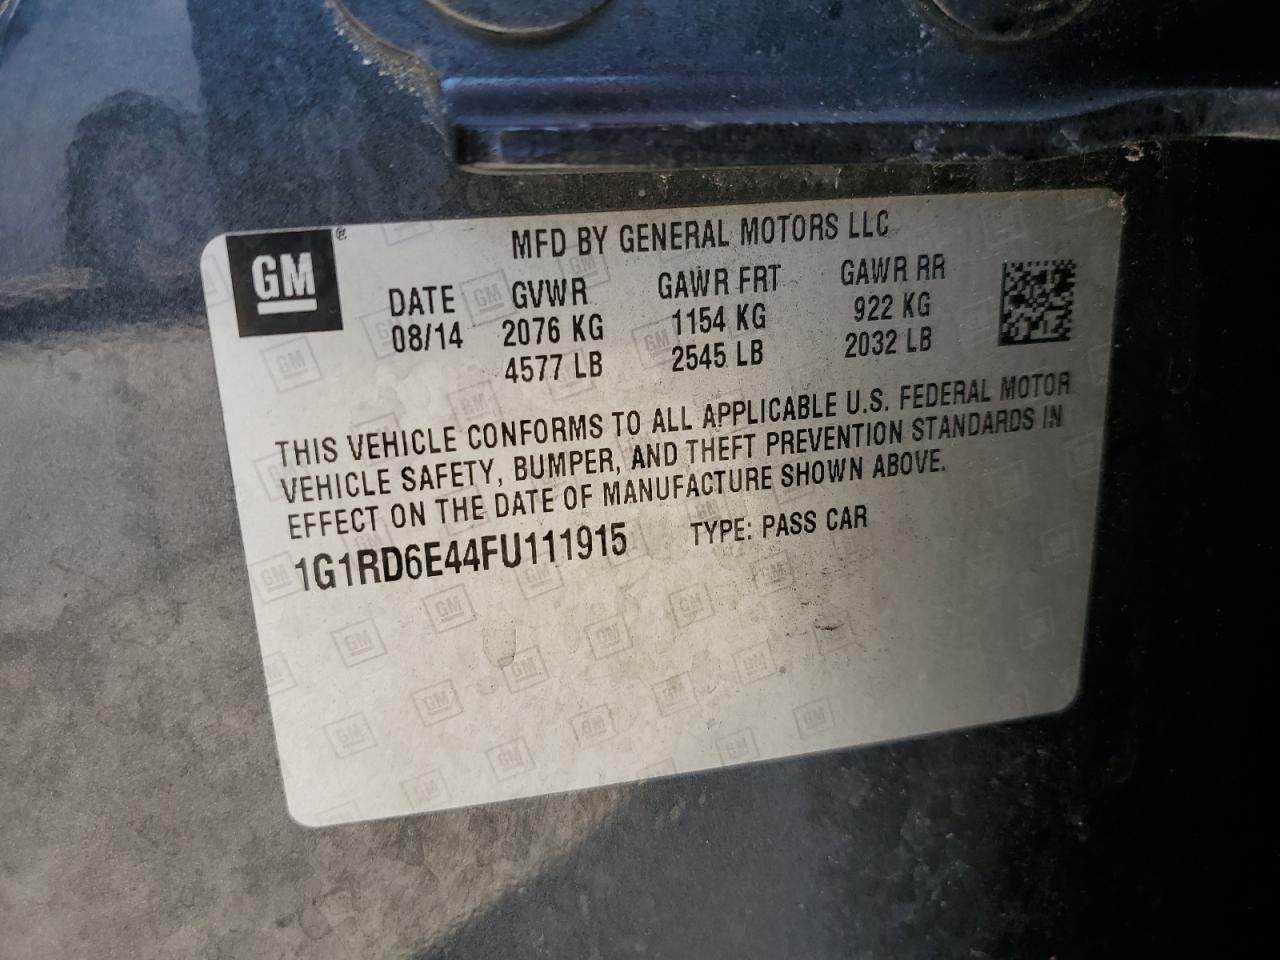 GM®
MFD BY GENERAL MOTORS LLC
DATE GVWR GAWR FRT GAWR RR
08/14 2076 KG 1154 KG 922 KG
4577 LB 2545 LB 2032 LB
THIS VEHICLE CONFORMS TO ALL APPLICABLE U.S. FEDERAL MOTOR
VEHICLE SAFETY, BUMPER, AND THEFT PREVENTION STANDARDS IN
EFFECT ON THE DATE OF MANUFACTURE SHOWN ABOVE.
1G1RD6E44FU111915 TYPE: PASS CAR